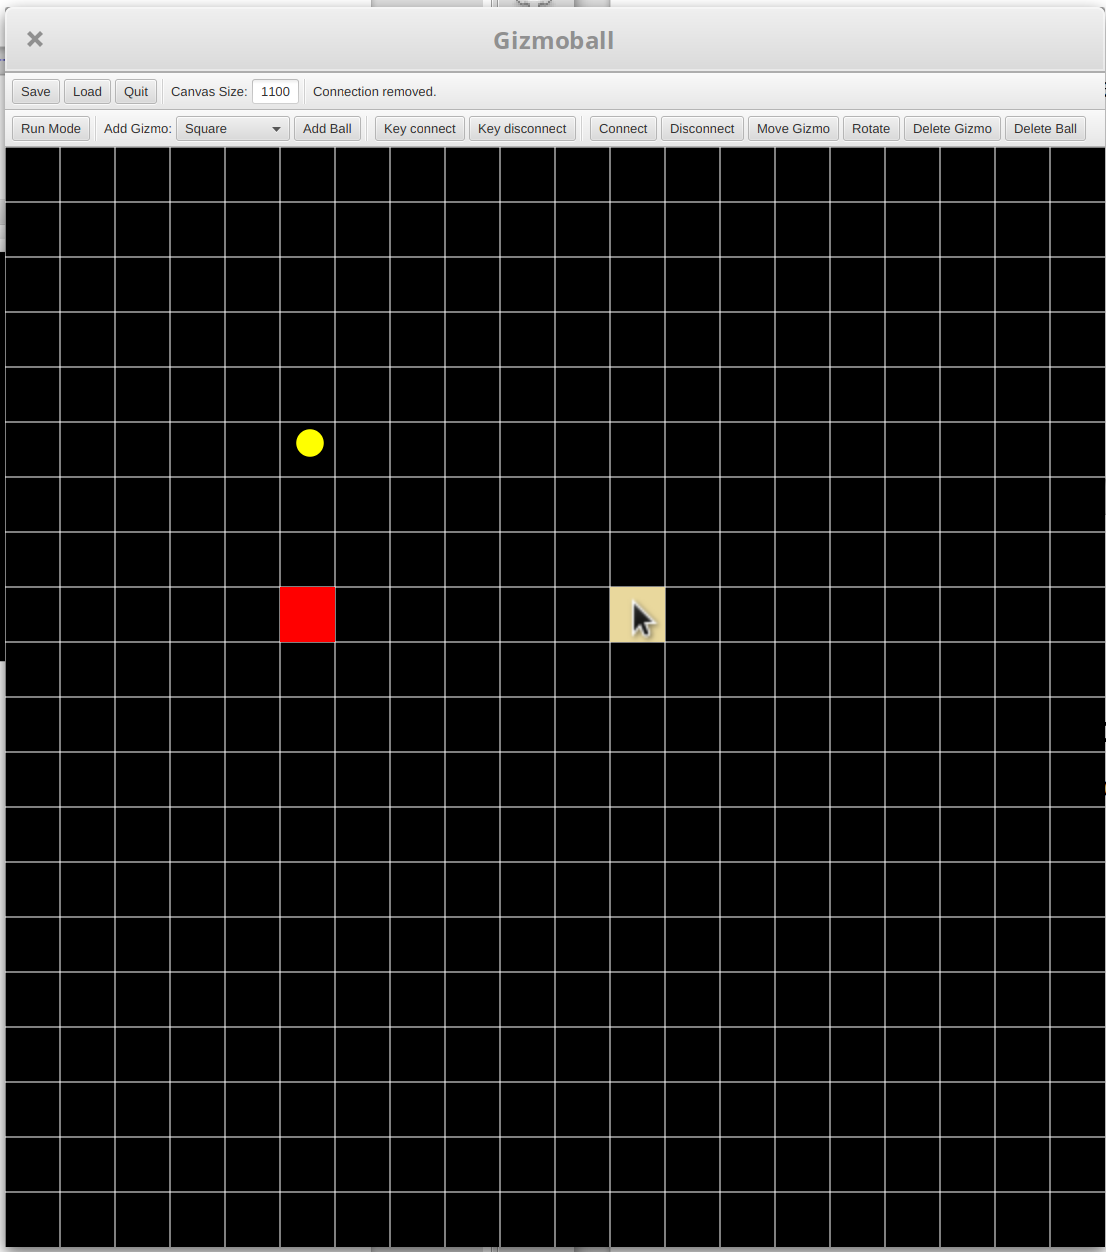 Gizmoball
Save Load Quit Canvas Size: 1100 Connection removed.
Run Mode Add Gizmo: Square Add Ball Key connect Key disconnect Connect Disconnect Move Gizmo Rotate Delete Gizmo Delete Ball